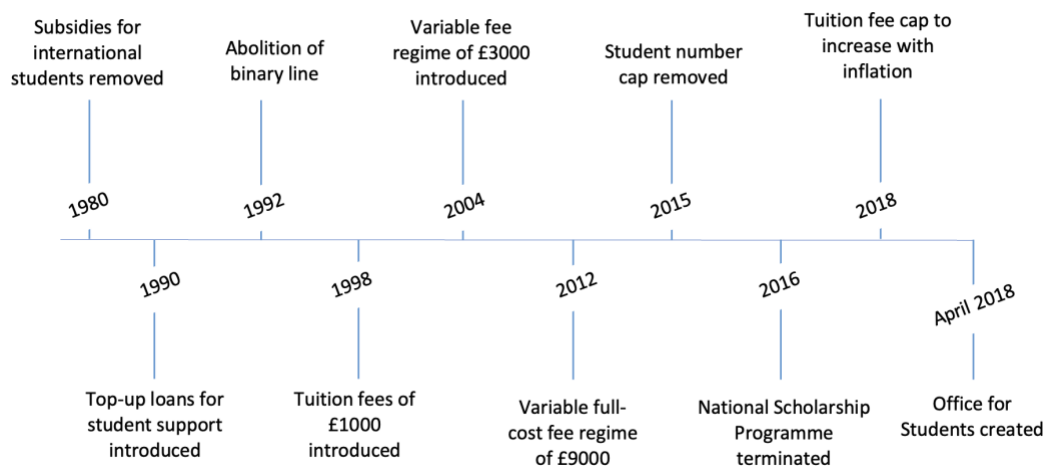 Subsidies for
international
students removed
Abolition of
binary line
Variable fee
regime of £3000
introduced
Student number
cap removed
Tuition fee cap to
increase with
inflation
1980
1992
2004
2015
2018
1990
1998
2012
2016
April 2018
Top-up loans for
student support
introduced
Tuition fees of
£1000
introduced
Variable full-
cost fee regime
of £9000
National Scholarship
Programme
terminated
Office for
Students created